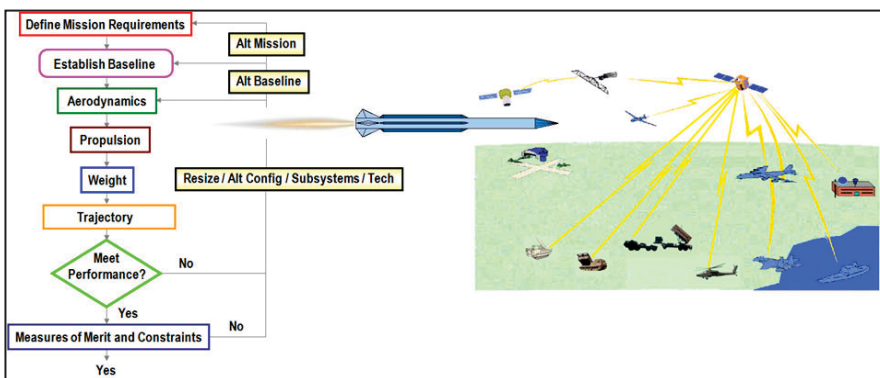 Define Mission Requirements
Alt Mission
Establish Baseline
Alt Baseline
Aerodynamics
Propulsion
Weight
Resize / Alt Config / Subsystems / Tech
Trajectory
Meet
Performance?
No
Yes
Measures of Merit and Constraints
No
Yes